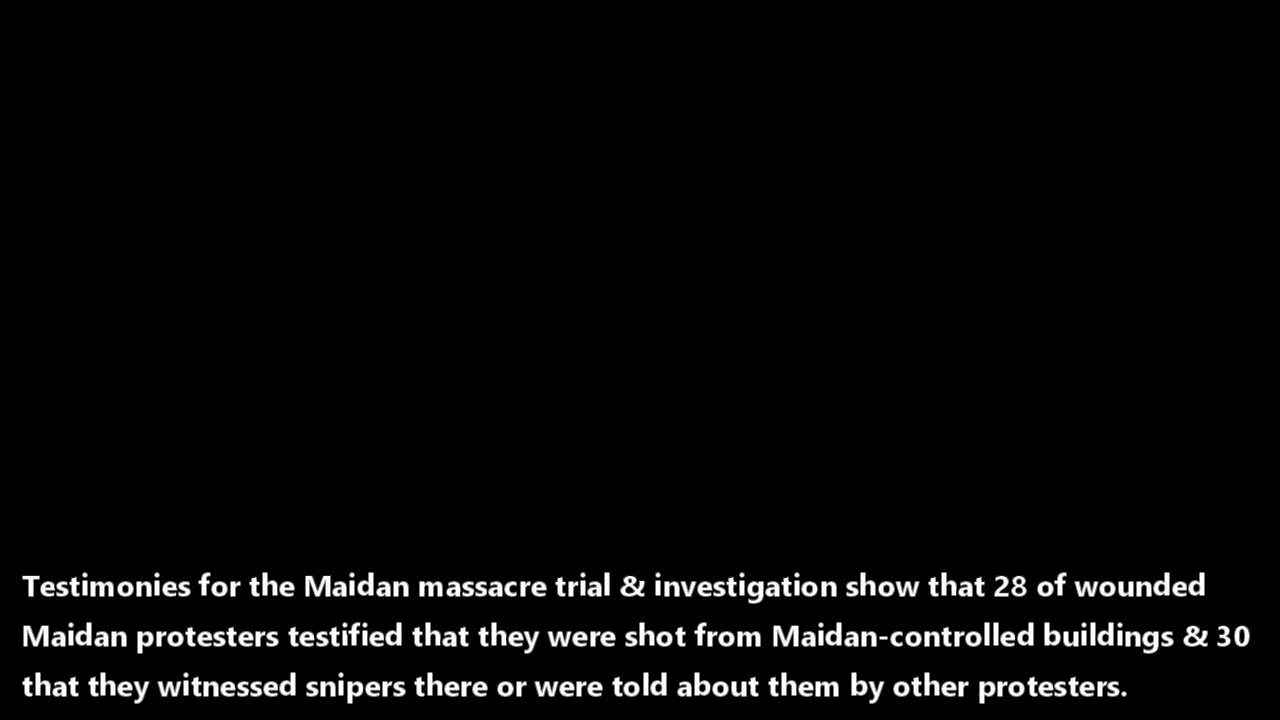 Testimonies for the Maidan massacre trial & investigation show that 28 of wounded
Maidan protesters testified that they were shot from Maidan-controlled buildings & 30
that they witnessed snipers there or were told about them by other protesters.